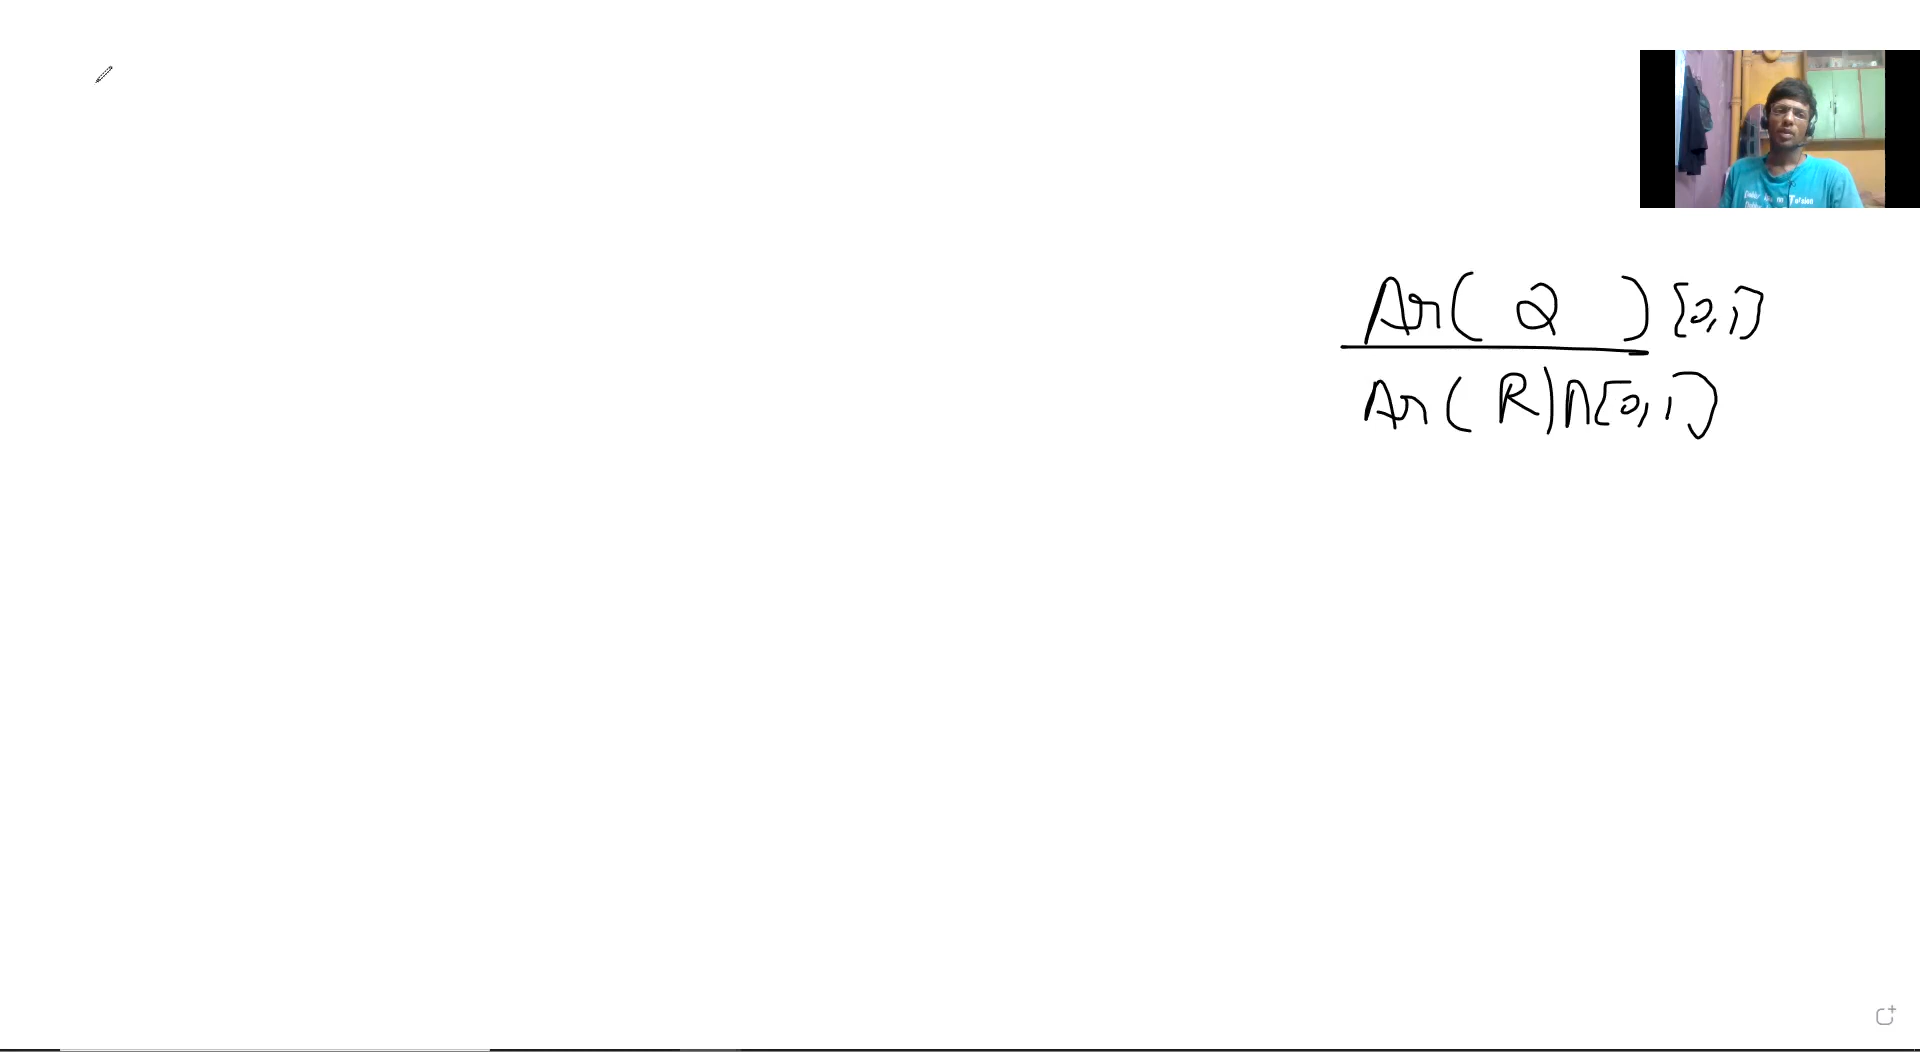 Ar( Q ) [0,1]
Ar( R) ∩ [0,1]